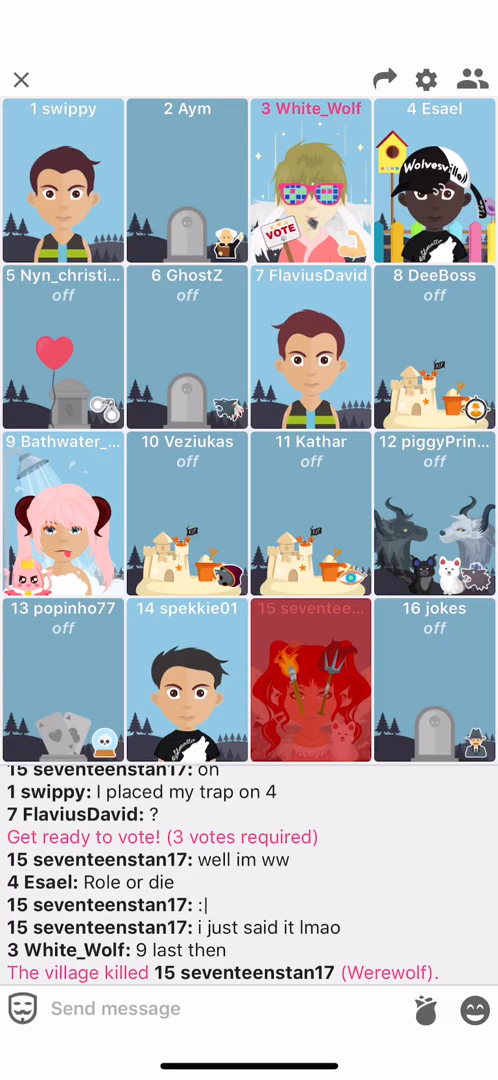 1 swippy
2 Aym
3 White_Wolf
4 Esael
VOTE
Wolvesville
5 Nyn_christi...
off
6 GhostZ
off
7 FlaviusDavid
8 DeeBoss
off
RIP
9 Bathwater_...
10 Veziukas
off
11 Kathar
off
12 piggyPrin...
off
13 popinho77
off
14 spekkie01
15 seventee...
16 jokes
off
15 seventeenstan17: on
1 swippy: I placed my trap on 4
7 FlaviusDavid: ?
Get ready to vote! (3 votes required)
15 seventeenstan17: well im ww
4 Esael: Role or die
15 seventeenstan17: :|
15 seventeenstan17: i just said it lmao
3 White_Wolf: 9 last then
The village killed 15 seventeenstan17 (Werewolf).
Send message